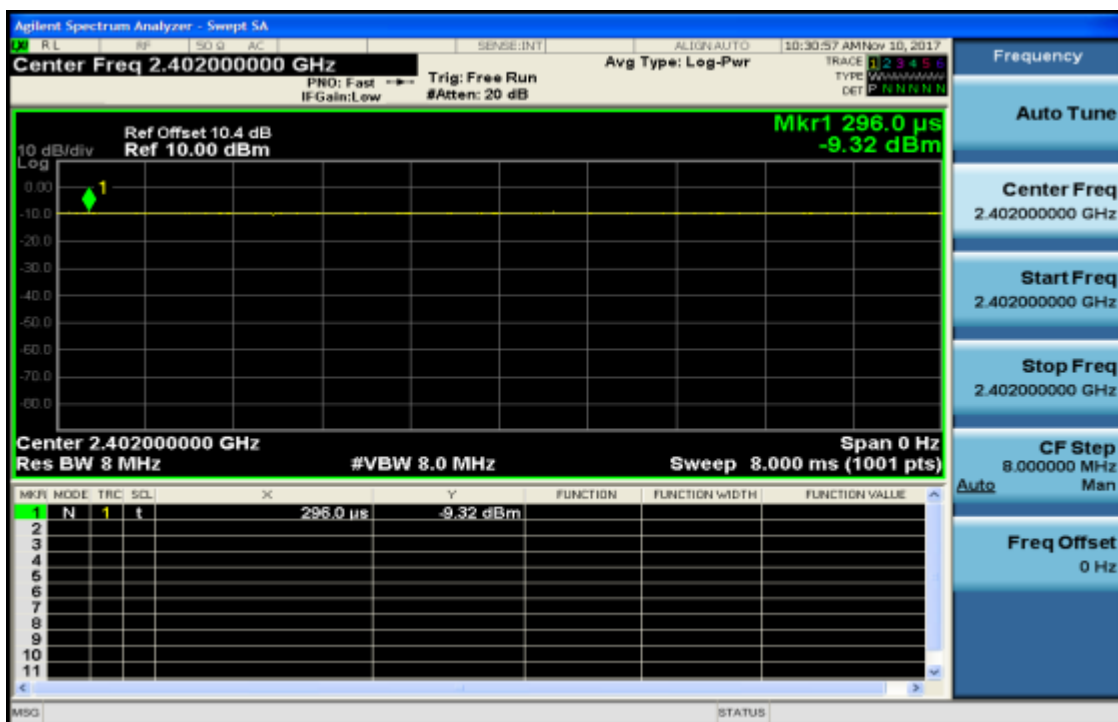 Agilent Spectrum Analyzer - Swept SA
RL RF 50 Ω AC SENSE:INT ALIGN AUTO 10:30:57 AM Nov 10, 2017
Center Freq 2.402000000 GHz
PNO: Fast
IFGain:Low
Trig: Free Run
#Atten: 20 dB
Avg Type: Log-Pwr
TRACE 1 2 3 4 5 6
TYPE
DET P N N N N N
Ref Offset 10.4 dB
10 dB/div Ref 10.00 dBm
Log
Mkr1 296.0 µs
-9.32 dBm
1
0.00
-10.0
-20.0
-30.0
-40.0
-50.0
-60.0
-70.0
-80.0
Center 2.402000000 GHz Span 0 Hz
Res BW 8 MHz #VBW 8.0 MHz Sweep 8.000 ms (1001 pts)
MKR MODE TRC SCL X Y FUNCTION FUNCTION WIDTH FUNCTION VALUE
1 N 1 t 296.0 µs -9.32 dBm
2
3
4
5
6
7
8
9
10
11
MSG STATUS
Frequency
Auto Tune
Center Freq
2.402000000 GHz
Start Freq
2.402000000 GHz
Stop Freq
2.402000000 GHz
CF Step
8.000000 MHz
Auto Man
Freq Offset
0 Hz